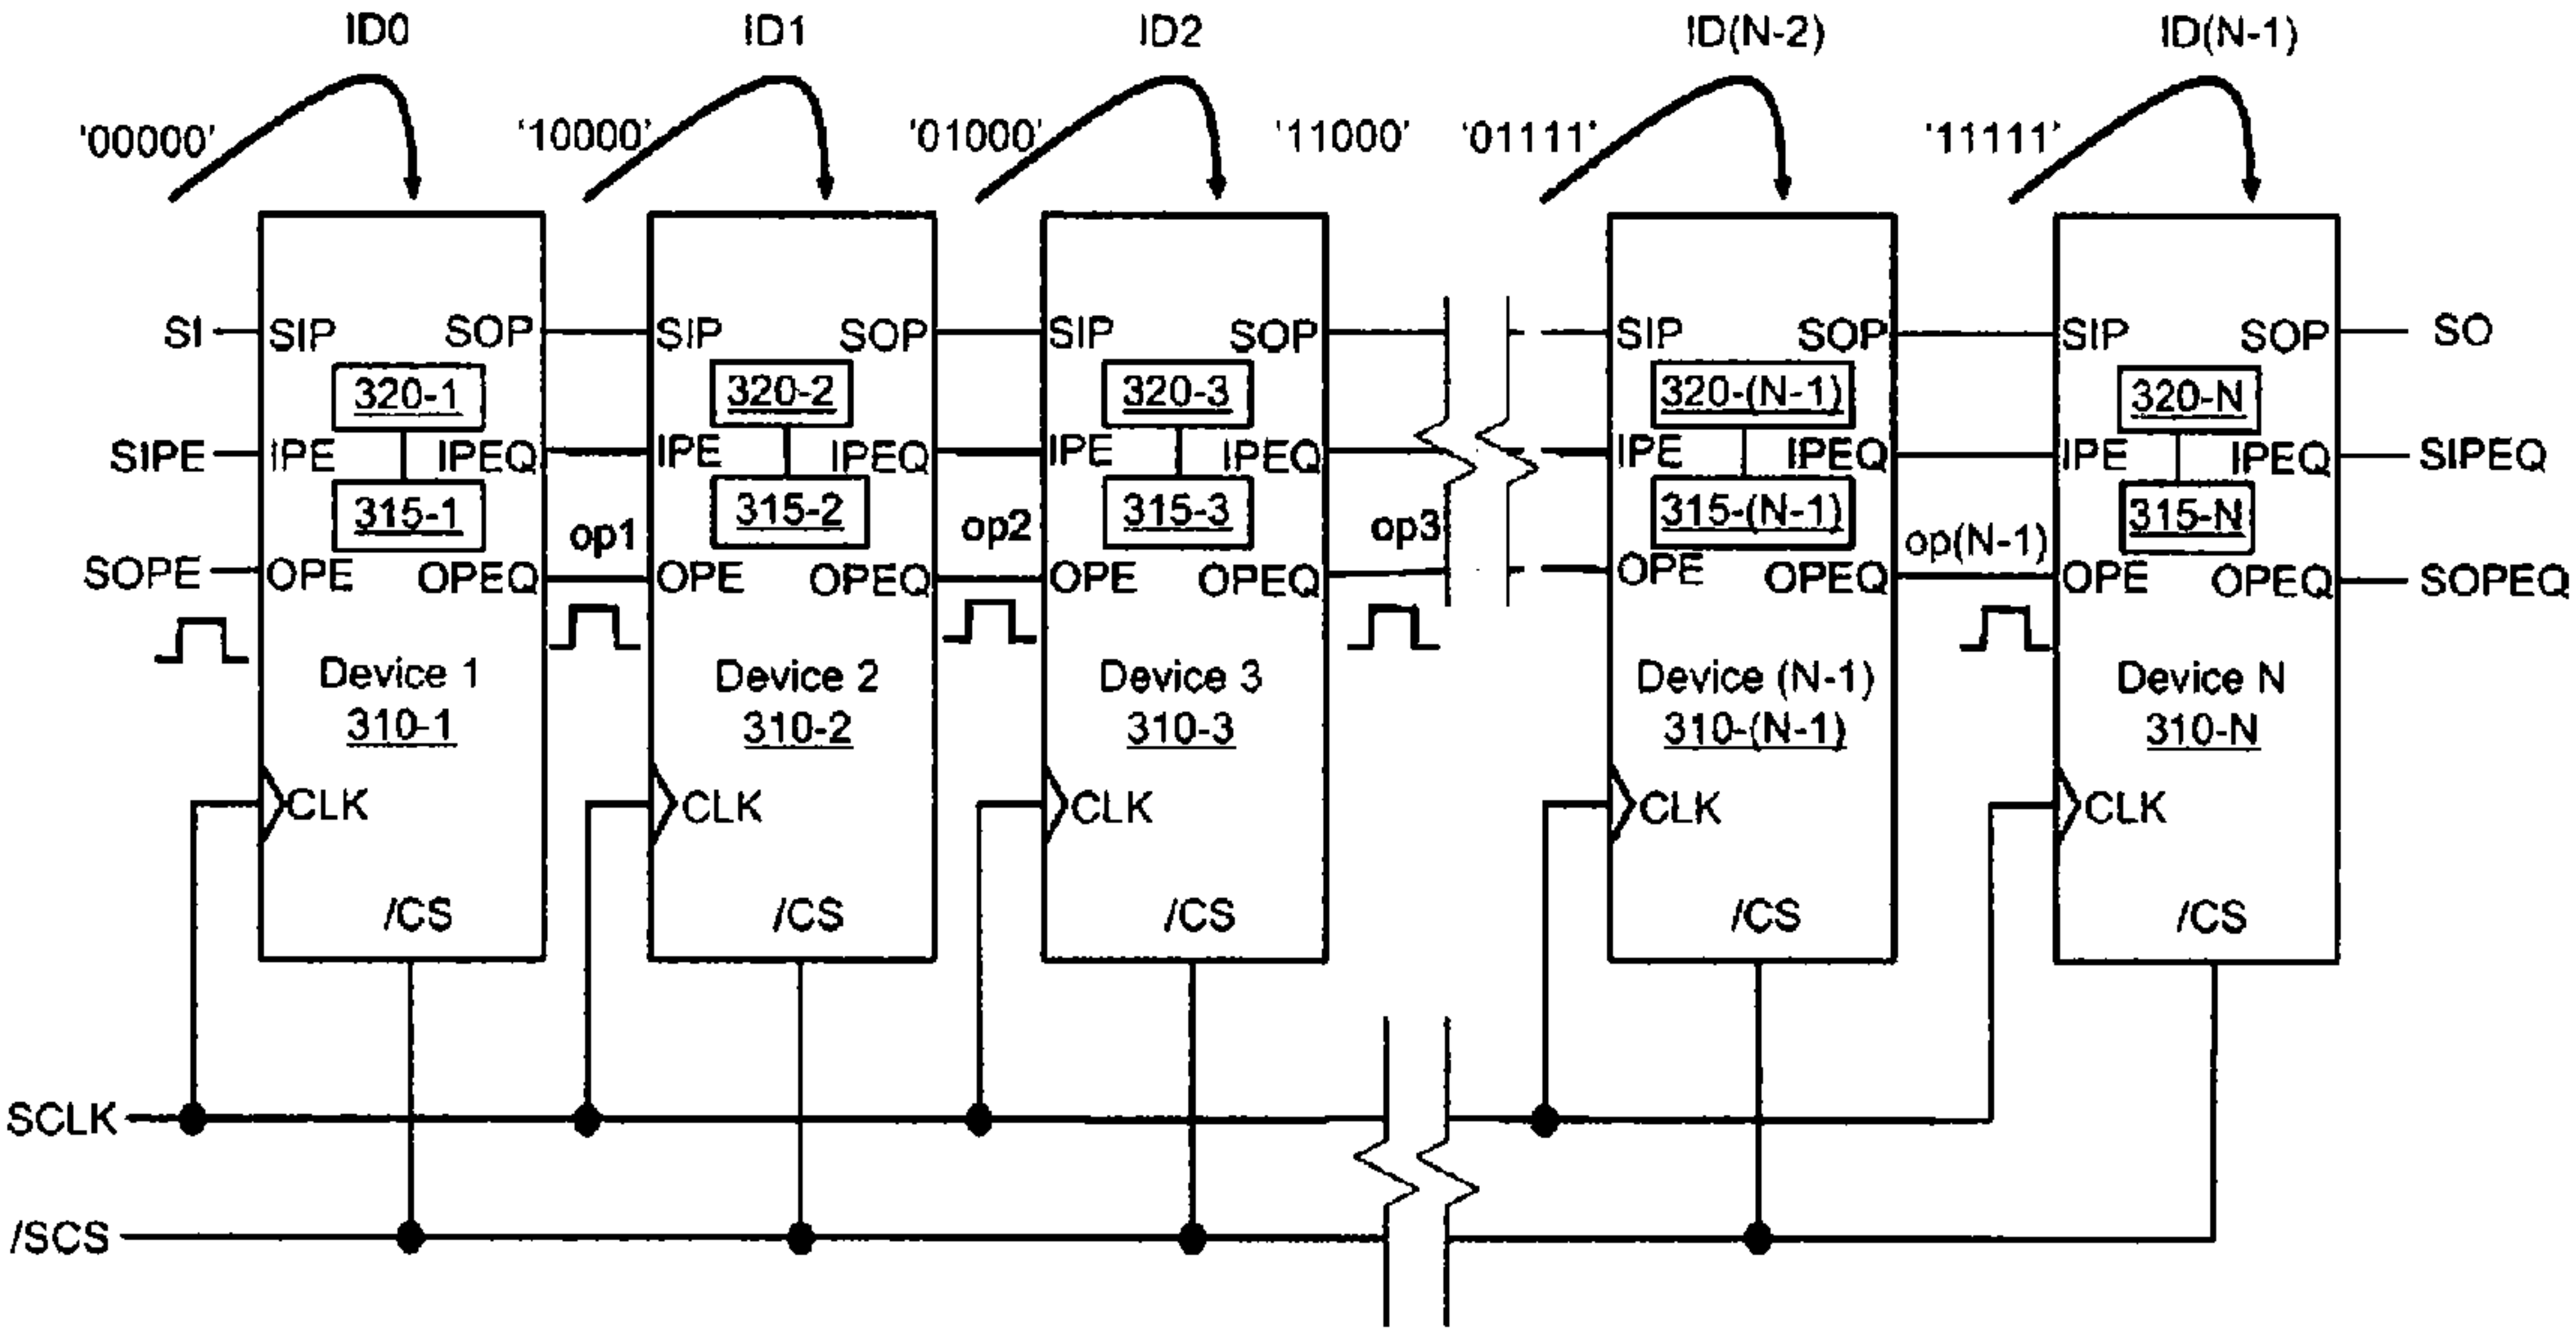 ID0 ID1 ID2 ID(N-2) ID(N-1)
'00000' '10000' '01000' '11000' '01111' '11111'
SI SIP SOP SIP SOP SIP SOP SIP SOP SIP SOP SO
320-1 320-2 320-3 320-(N-1) 320-N
SIPE IPE IPEQ IPE IPEQ IPE IPEQ IPE IPEQ IPE IPEQ SIPEQ
315-1 315-2 315-3 315-(N-1) 315-N
op1 op2 op3 op(N-1)
SOPE OPE OPEQ OPE OPEQ OPE OPEQ OPE OPEQ OPE OPEQ SOPEQ
Device 1 Device 2 Device 3 Device (N-1) Device N
310-1 310-2 310-3 310-(N-1) 310-N
CLK CLK CLK CLK CLK
/CS /CS /CS /CS /CS
SCLK
/SCS